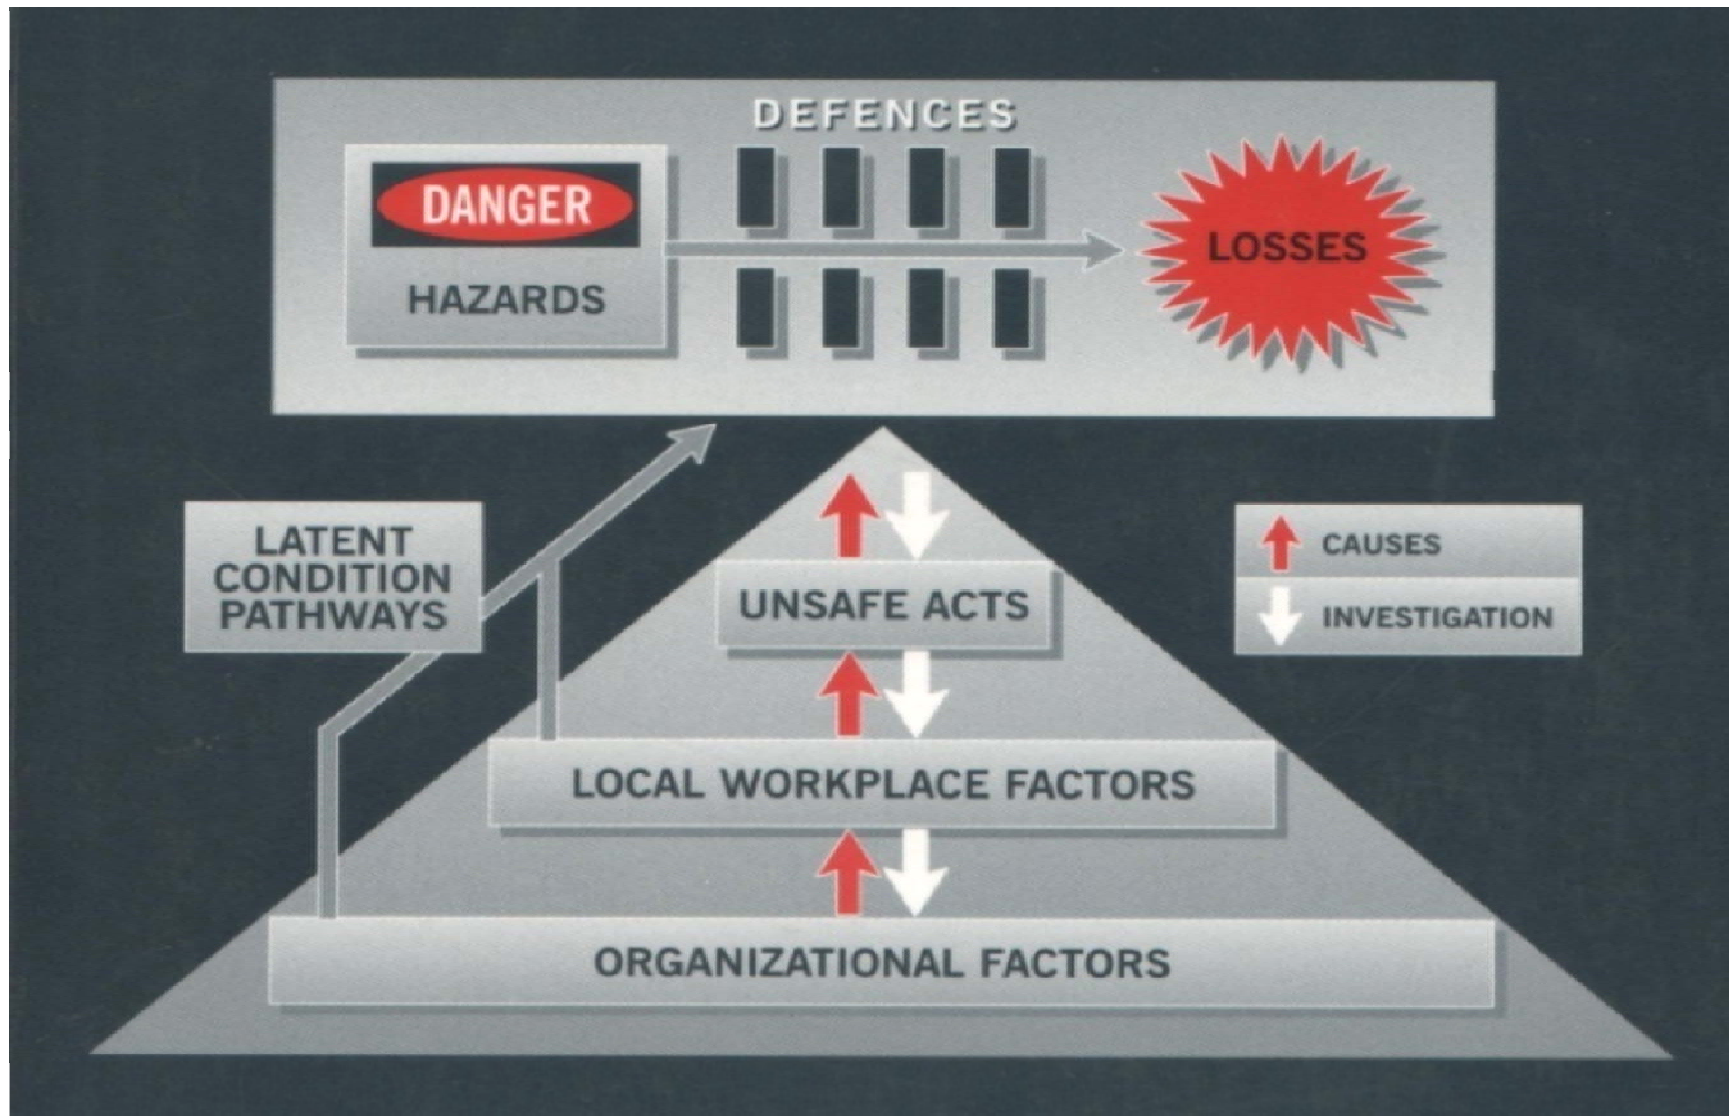 DEFENCES
DANGER
HAZARDS
LOSSES
LATENT
CONDITION
PATHWAYS
CAUSES
INVESTIGATION
UNSAFE ACTS
LOCAL WORKPLACE FACTORS
ORGANIZATIONAL FACTORS